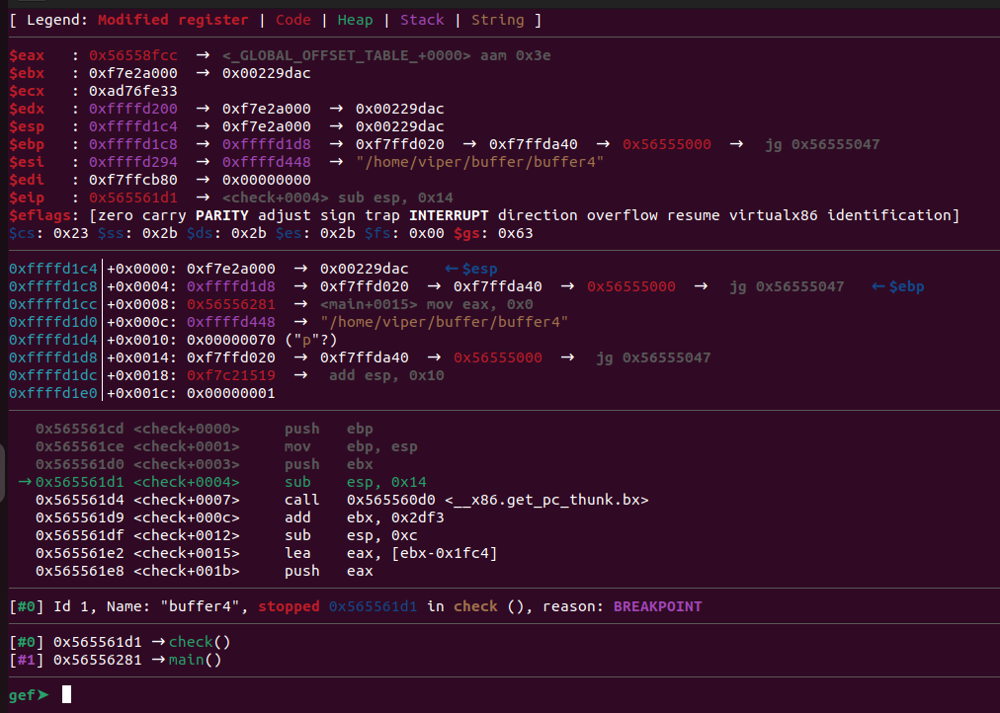 [ Legend: Modified register | Code | Heap | Stack | String ]
$eax   : 0x56558fcc  →  <_GLOBAL_OFFSET_TABLE_+0000> aam 0x3e
$ebx   : 0xf7e2a000  →  0x00229dac
$ecx   : 0xad76fe33
$edx   : 0xffffd200  →  0xf7e2a000  →  0x00229dac
$esp   : 0xffffd1c4  →  0xf7e2a000  →  0x00229dac
$ebp   : 0xffffd1c8  →  0xffffd1d8  →  0xf7ffd020  →  0xf7ffda40  →  0x56555000  →   jg 0x56555047
$esi   : 0xffffd294  →  0xffffd448  →  "/home/viper/buffer/buffer4"
$edi   : 0xf7ffcb80  →  0x00000000
$eip   : 0x565561d1  →  <check+0004> sub esp, 0x14
$eflags: [zero carry PARITY adjust sign trap INTERRUPT direction overflow resume virtualx86 identification]
$cs: 0x23 $ss: 0x2b $ds: 0x2b $es: 0x2b $fs: 0x00 $gs: 0x63
0xffffd1c4│+0x0000: 0xf7e2a000  →  0x00229dac    ←$esp
0xffffd1c8│+0x0004: 0xffffd1d8  →  0xf7ffd020  →  0xf7ffda40  →  0x56555000  →   jg 0x56555047   ←$ebp
0xffffd1cc│+0x0008: 0x56556281  →  <main+0015> mov eax, 0x0
0xffffd1d0│+0x000c: 0xffffd448  →  "/home/viper/buffer/buffer4"
0xffffd1d4│+0x0010: 0x00000070 ("p"?)
0xffffd1d8│+0x0014: 0xf7ffd020  →  0xf7ffda40  →  0x56555000  →   jg 0x56555047
0xffffd1dc│+0x0018: 0xf7c21519  →   add esp, 0x10
0xffffd1e0│+0x001c: 0x00000001
0x565561cd <check+0000>     push   ebp
0x565561ce <check+0001>     mov    ebp, esp
0x565561d0 <check+0003>     push   ebx
→0x565561d1 <check+0004>     sub    esp, 0x14
0x565561d4 <check+0007>     call   0x565560d0 <__x86.get_pc_thunk.bx>
0x565561d9 <check+000c>     add    ebx, 0x2df3
0x565561df <check+0012>     sub    esp, 0xc
0x565561e2 <check+0015>     lea    eax, [ebx-0x1fc4]
0x565561e8 <check+001b>     push   eax
[#0] Id 1, Name: "buffer4", stopped 0x565561d1 in check (), reason: BREAKPOINT
[#0] 0x565561d1 →check()
[#1] 0x56556281 →main()
gef➤